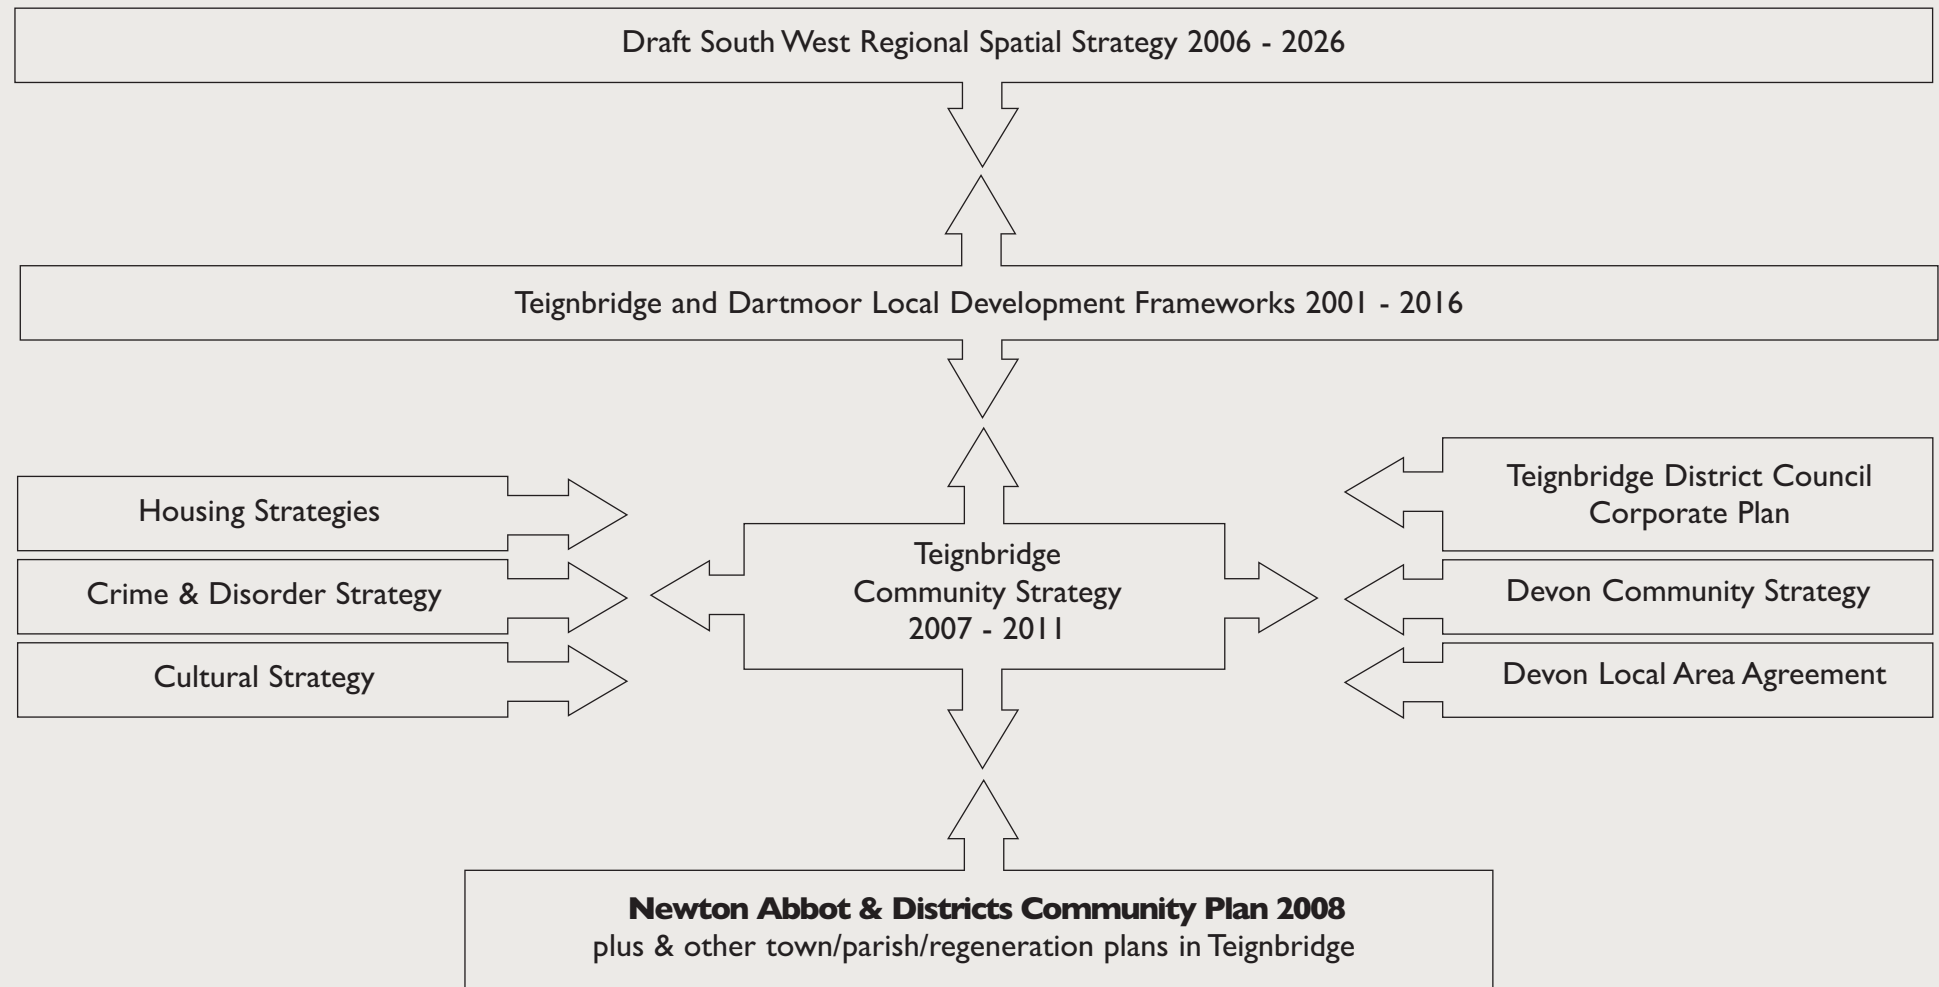 Draft South West Regional Spatial Strategy 2006 - 2026
Teignbridge and Dartmoor Local Development Frameworks 2001 - 2016
Housing Strategies
Crime & Disorder Strategy
Cultural Strategy
Teignbridge
Community Strategy
2007 - 2011
Teignbridge District Council
Corporate Plan
Devon Community Strategy
Devon Local Area Agreement
Newton Abbot & Districts Community Plan 2008
plus & other town/parish/regeneration plans in Teignbridge